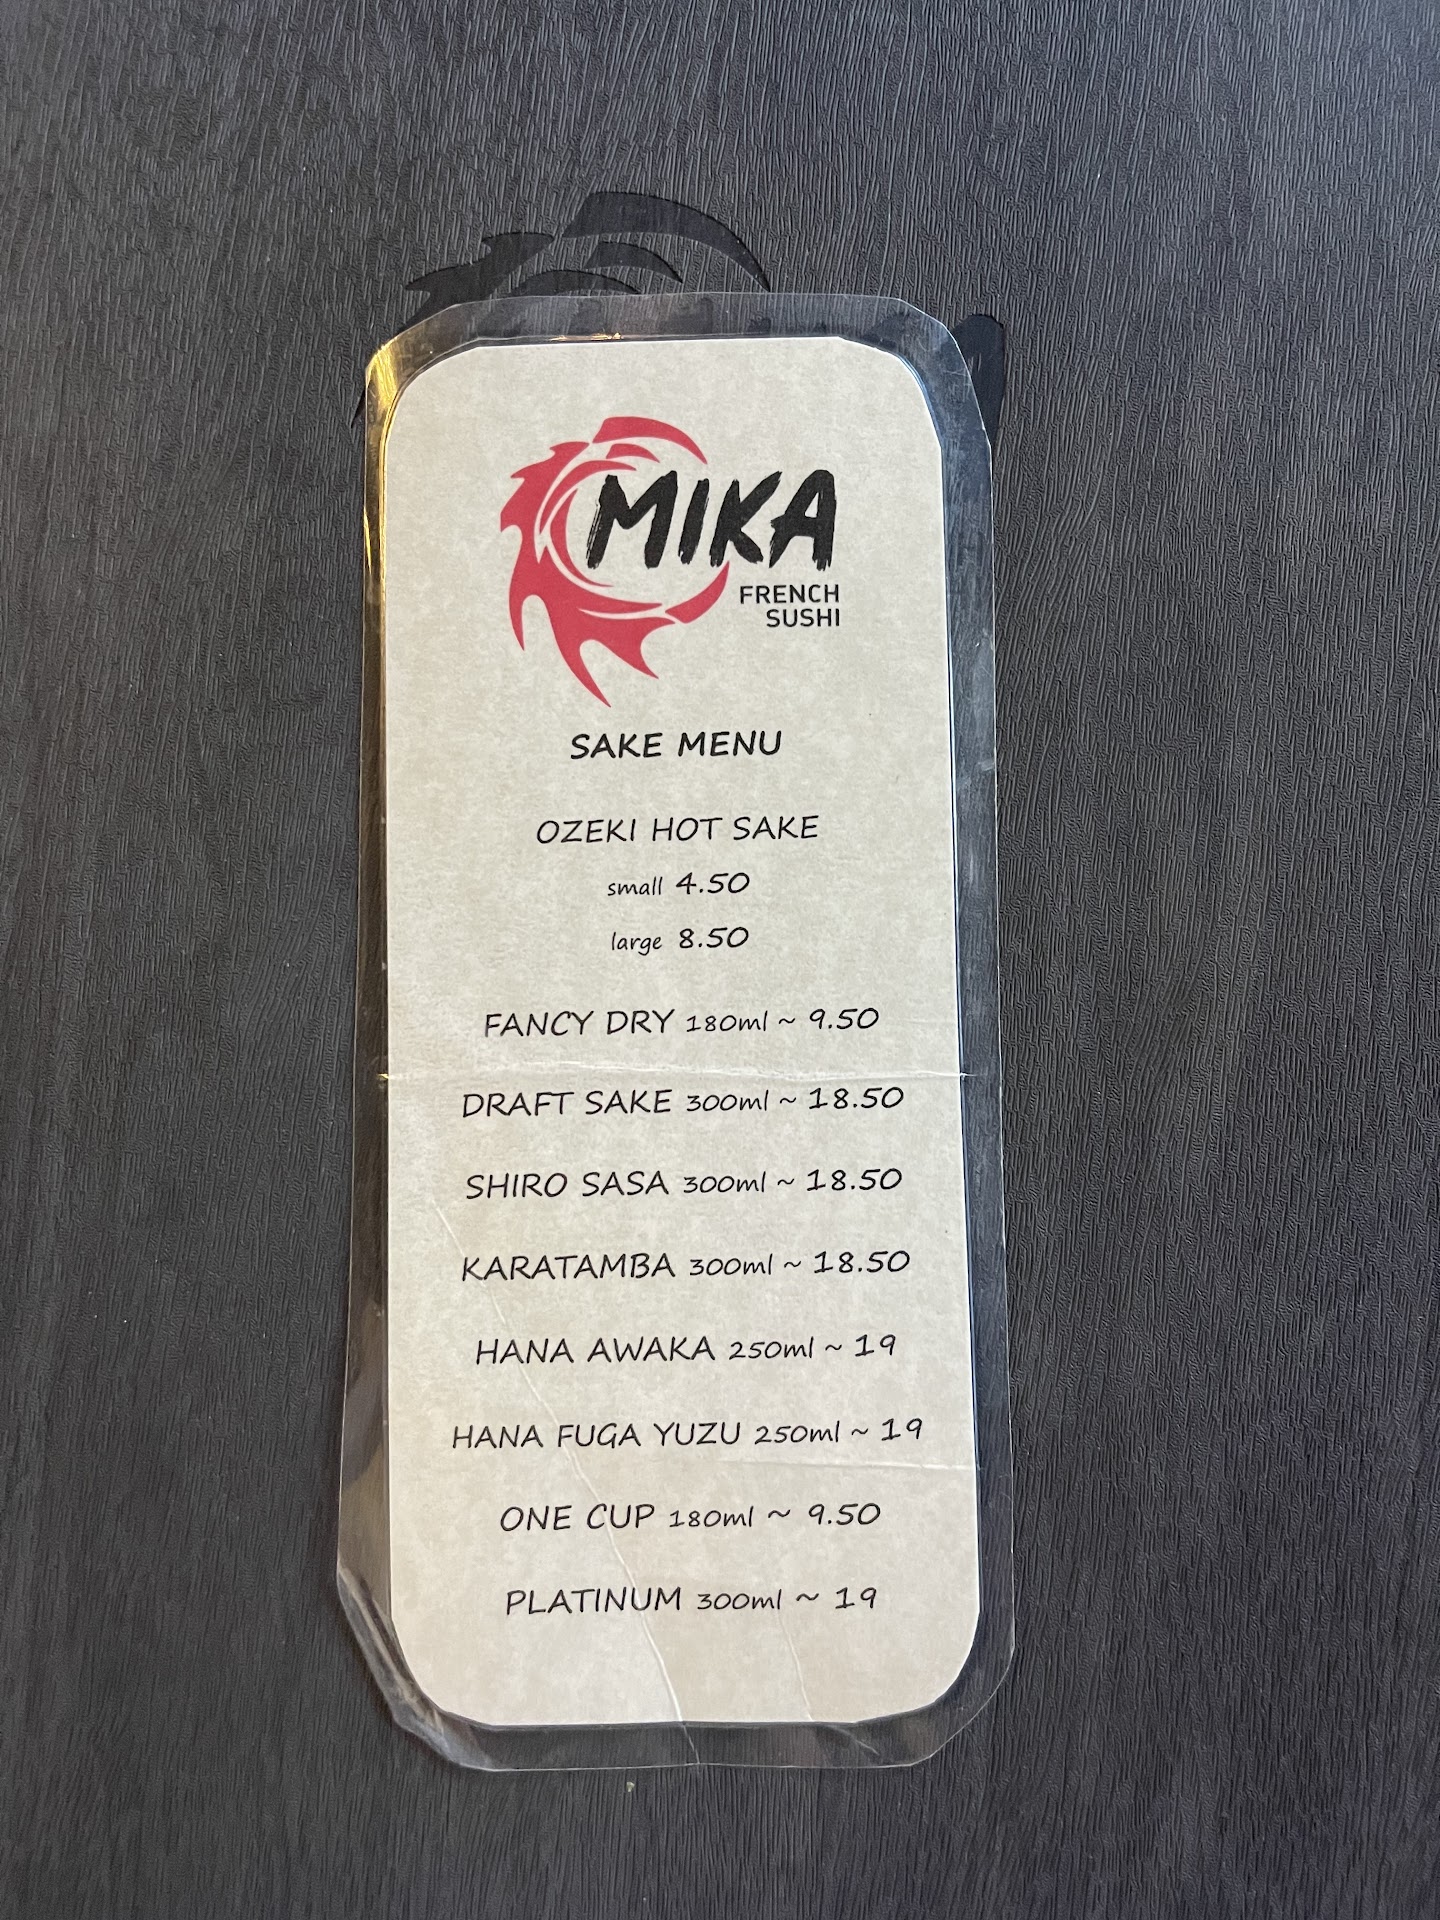 MIKA
FRENCH
SUSHI
SAKE MENU
OZEKI HOT SAKE
small 4.50
large 8.50
FANCY DRY 180ml ~ 9.50
DRAFT SAKE 300ml ~ 18.50
SHIRO SASA 300ml ~ 18.50
KARATAMBA 300ml ~ 18.50
HANA AWAKA 250ml ~ 19
HANA FUGA YUZU 250ml ~ 19
ONE CUP 180ml ~ 9.50
PLATINUM 300ml ~ 19